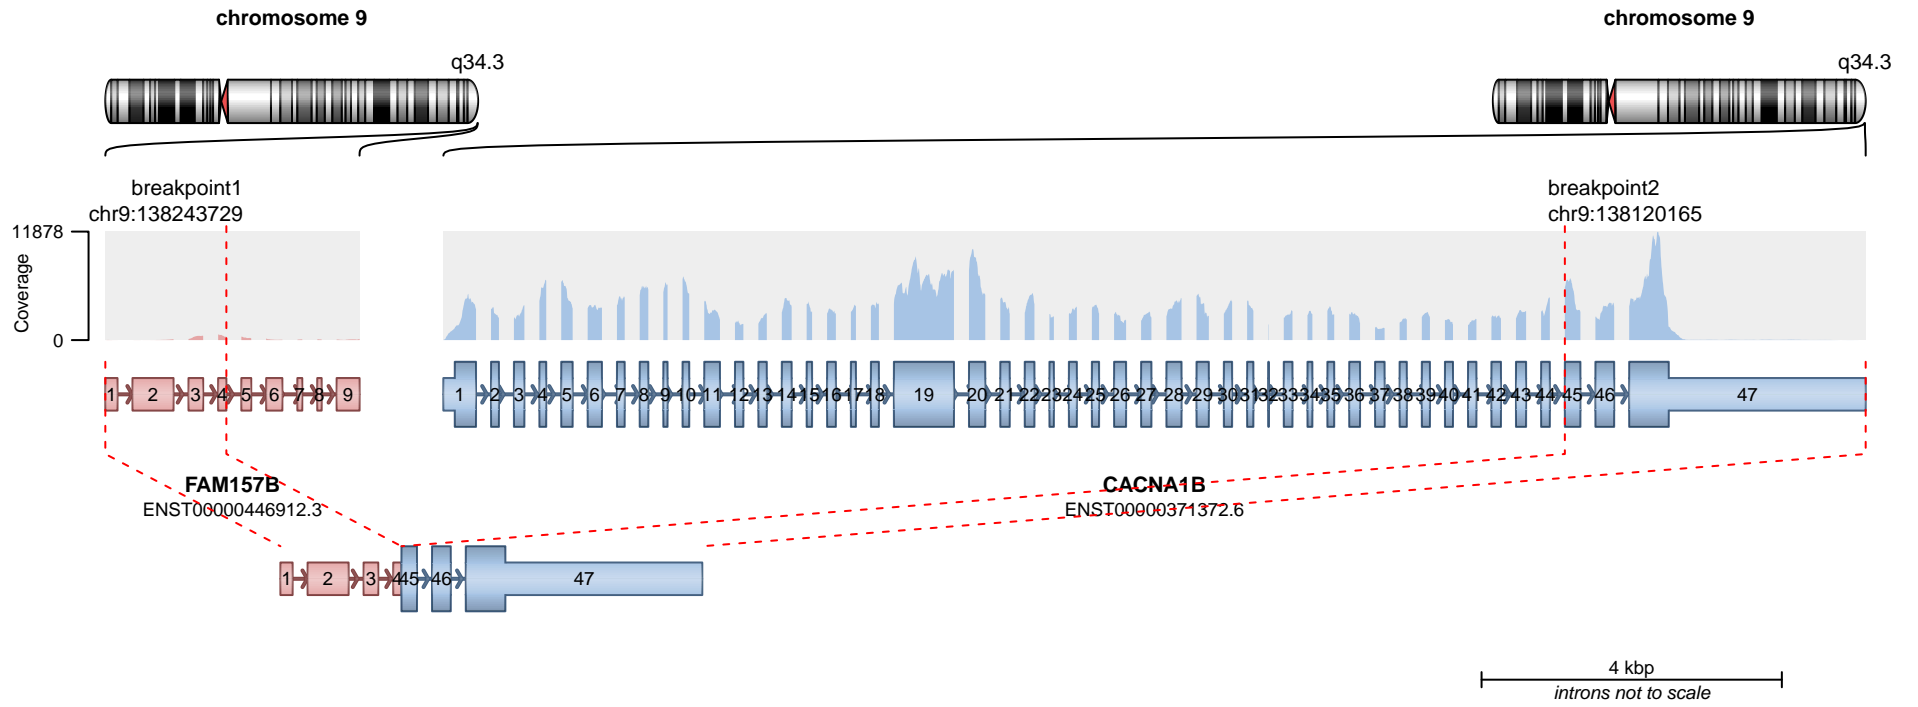 chromosome 9
chromosome 9
q34.3
q34.3
breakpoint1
chr9:138243729
breakpoint2
chr9:138120165
11878
Coverage
0
1 2 3 4 5 6 7 8 9
1 2 3 4 5 6 7 8 9 10 11 12 13 14 15 16 17 18 19 20 21 22 23 24 25 26 27 28 29 30 31 32 33 34 35 36 37 38 39 40 41 42 43 44 45 46 47
FAM157B
ENST00000446912.3
CACNA1B
ENST00000371372.6
1 2 3 4 45 46 47
4 kbp
introns not to scale